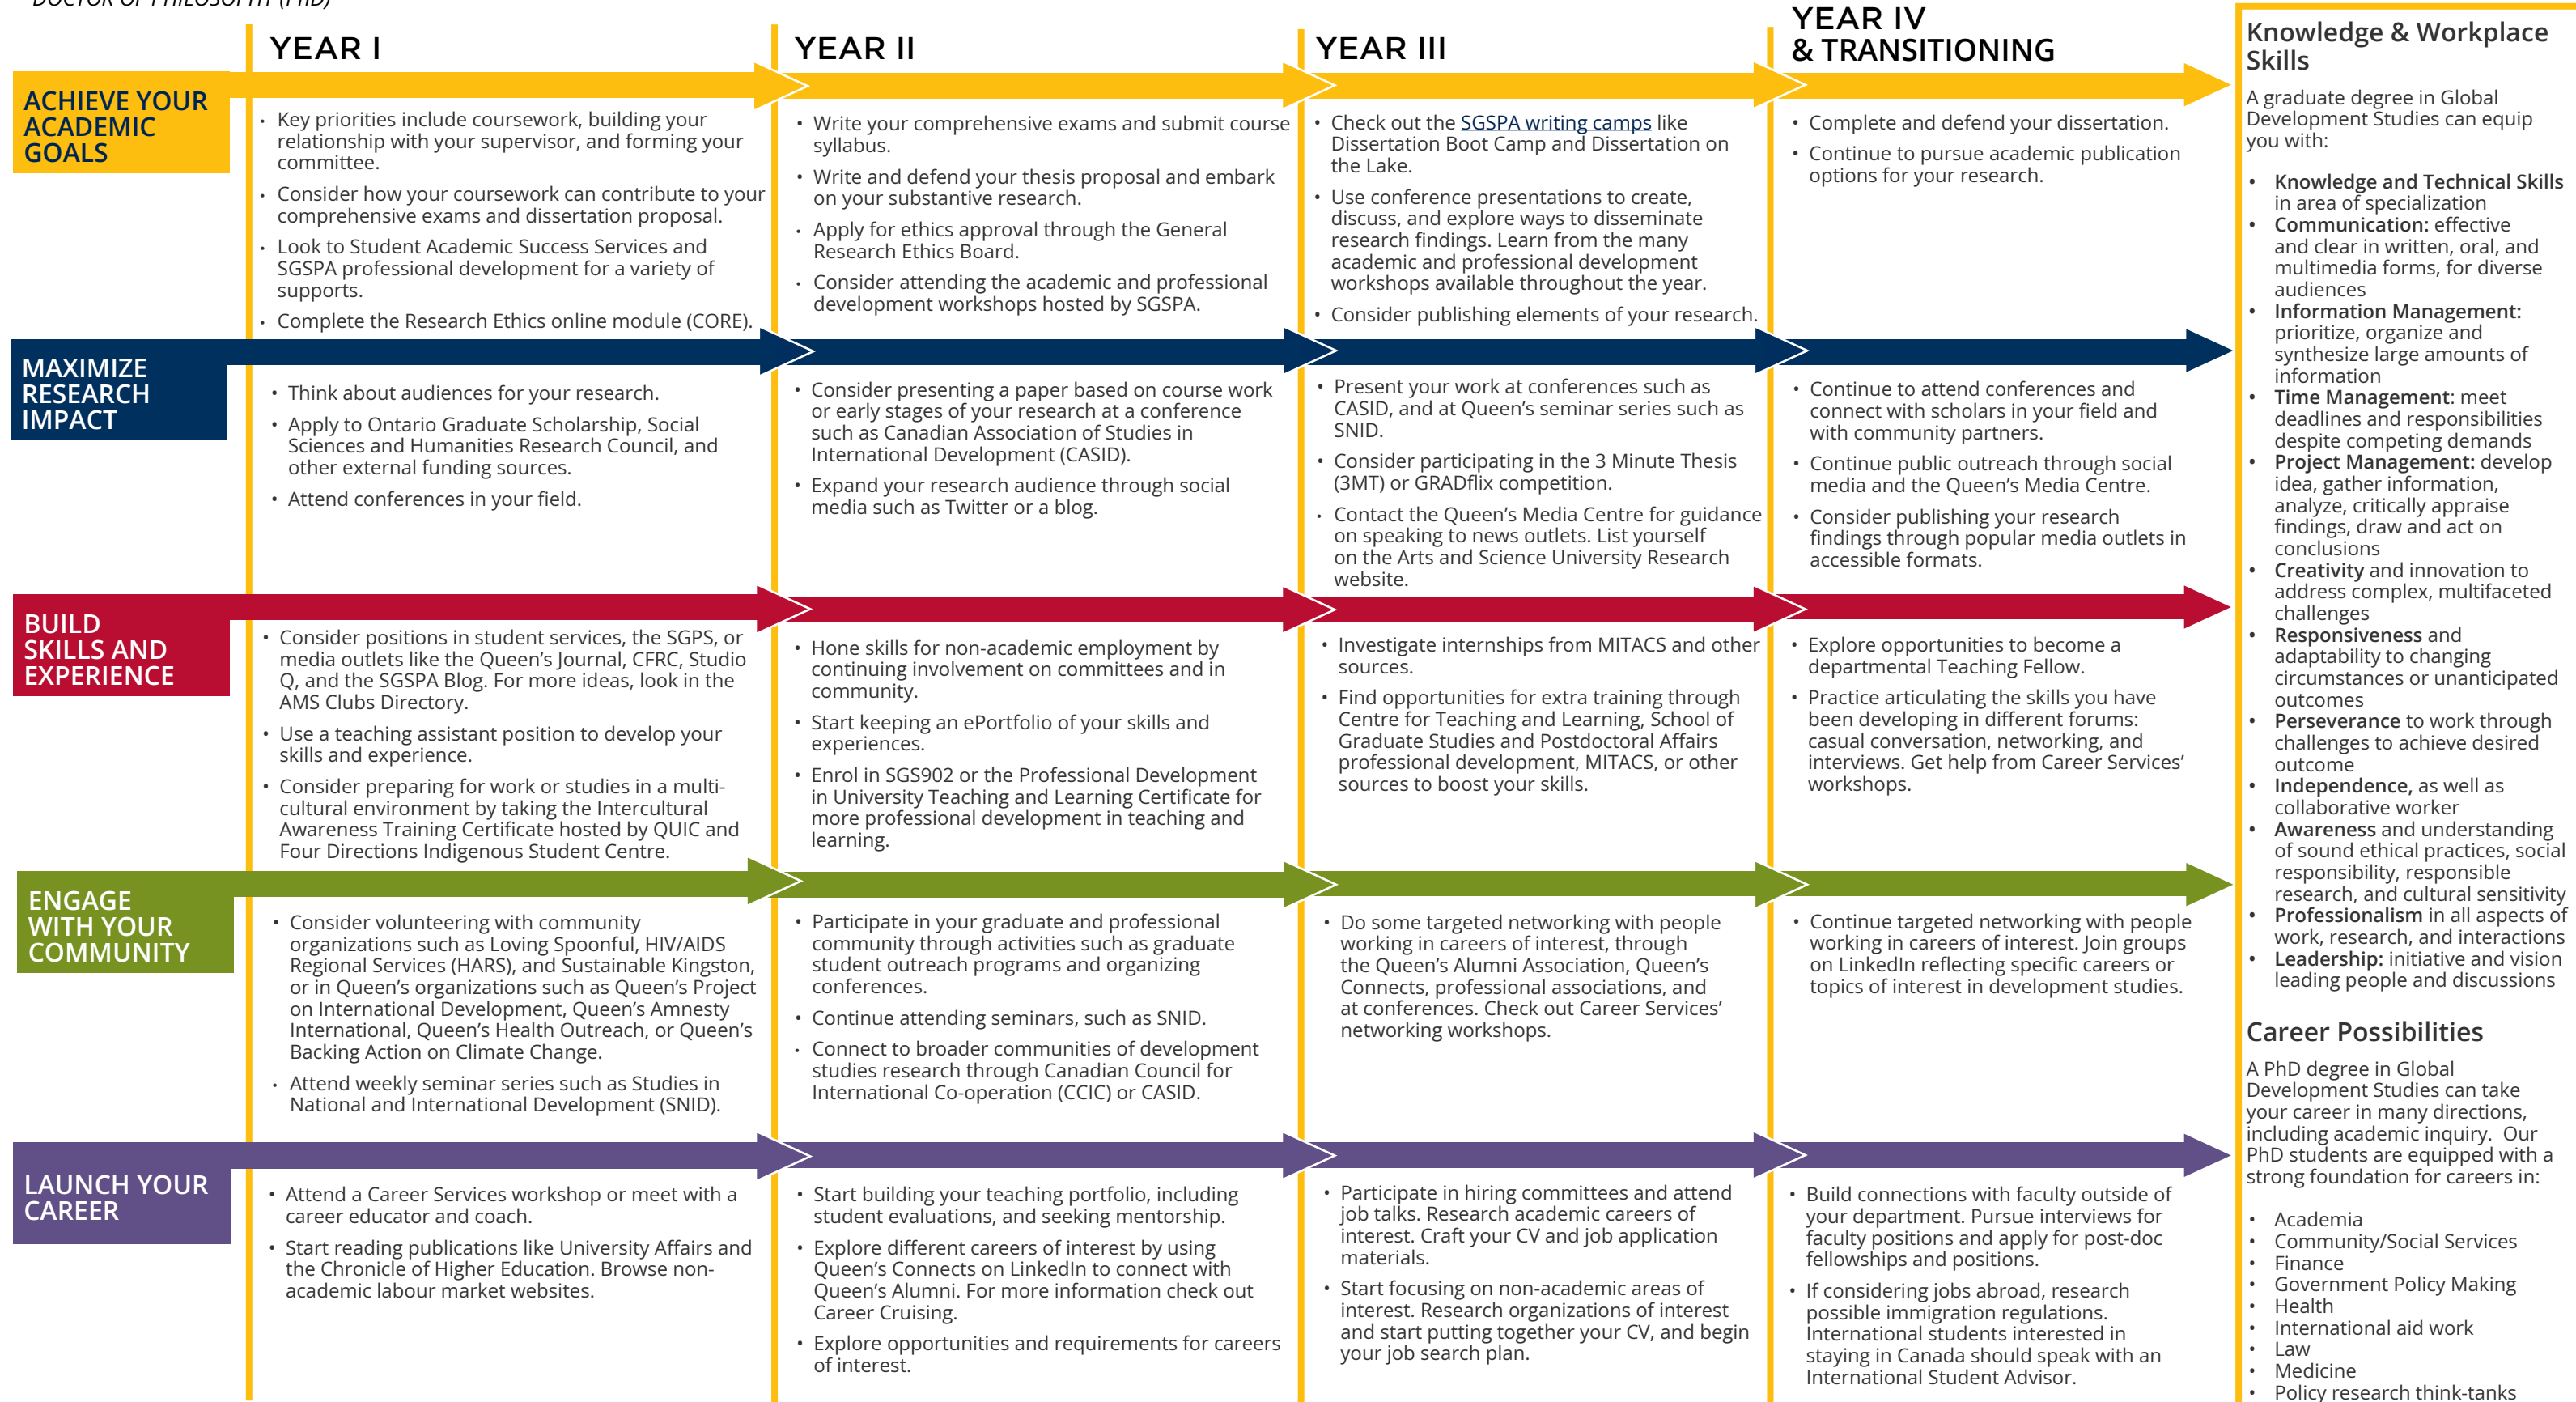 DOCTOR OF PHILOSOPHY (PhD)
YEAR I
YEAR II
YEAR III
YEAR IV
& TRANSITIONING
ACHIEVE YOUR
ACADEMIC
GOALS
• Key priorities include coursework, building your
relationship with your supervisor, and forming your
committee.
• Consider how your coursework can contribute to your
comprehensive exams and dissertation proposal.
• Look to Student Academic Success Services and
SGSPA professional development for a variety of
supports.
• Complete the Research Ethics online module (CORE).
• Write your comprehensive exams and submit course
syllabus.
• Write and defend your thesis proposal and embark
on your substantive research.
• Apply for ethics approval through the General
Research Ethics Board.
• Consider attending the academic and professional
development workshops hosted by SGSPA.
• Check out the SGSPA writing camps like
Dissertation Boot Camp and Dissertation on
the Lake.
• Use conference presentations to create,
discuss, and explore ways to disseminate
research findings. Learn from the many
academic and professional development
workshops available throughout the year.
• Consider publishing elements of your research.
• Complete and defend your dissertation.
• Continue to pursue academic publication
options for your research.
MAXIMIZE
RESEARCH
IMPACT
• Think about audiences for your research.
• Apply to Ontario Graduate Scholarship, Social
Sciences and Humanities Research Council, and
other external funding sources.
• Attend conferences in your field.
• Consider presenting a paper based on course work
or early stages of your research at a conference
such as Canadian Association of Studies in
International Development (CASID).
• Expand your research audience through social
media such as Twitter or a blog.
• Present your work at conferences such as
CASID, and at Queen's seminar series such as
SNID.
• Consider participating in the 3 Minute Thesis
(3MT) or GRADflix competition.
• Contact the Queen's Media Centre for guidance
on speaking to news outlets. List yourself
on the Arts and Science University Research
website.
• Continue to attend conferences and
connect with scholars in your field and
with community partners.
• Continue public outreach through social
media and the Queen's Media Centre.
• Consider publishing your research
findings through popular media outlets in
accessible formats.
BUILD
SKILLS AND
EXPERIENCE
• Consider positions in student services, the SGPS, or
media outlets like the Queen's Journal, CFRC, Studio
Q, and the SGSPA Blog. For more ideas, look in the
AMS Clubs Directory.
• Use a teaching assistant position to develop your
skills and experience.
• Consider preparing for work or studies in a multi-
cultural environment by taking the Intercultural
Awareness Training Certificate hosted by QUIC and
Four Directions Indigenous Student Centre.
• Hone skills for non-academic employment by
continuing involvement on committees and in
community.
• Start keeping an ePortfolio of your skills and
experiences.
• Enrol in SGS902 or the Professional Development
in University Teaching and Learning Certificate for
more professional development in teaching and
learning.
• Investigate internships from MITACS and other
sources.
• Find opportunities for extra training through
Centre for Teaching and Learning, School of
Graduate Studies and Postdoctoral Affairs
professional development, MITACS, or other
sources to boost your skills.
• Explore opportunities to become a
departmental Teaching Fellow.
• Practice articulating the skills you have
been developing in different forums:
casual conversation, networking, and
interviews. Get help from Career Services'
workshops.
ENGAGE
WITH YOUR
COMMUNITY
• Consider volunteering with community
organizations such as Loving Spoonful, HIV/AIDS
Regional Services (HARS), and Sustainable Kingston,
or in Queen's organizations such as Queen's Project
on International Development, Queen's Amnesty
International, Queen's Health Outreach, or Queen's
Backing Action on Climate Change.
• Attend weekly seminar series such as Studies in
National and International Development (SNID).
• Participate in your graduate and professional
community through activities such as graduate
student outreach programs and organizing
conferences.
• Continue attending seminars, such as SNID.
• Connect to broader communities of development
studies research through Canadian Council for
International Co-operation (CCIC) or CASID.
• Do some targeted networking with people
working in careers of interest, through
the Queen's Alumni Association, Queen's
Connects, professional associations, and
at conferences. Check out Career Services'
networking workshops.
• Continue targeted networking with people
working in careers of interest. Join groups
on LinkedIn reflecting specific careers or
topics of interest in development studies.
LAUNCH YOUR
CAREER
• Attend a Career Services workshop or meet with a
career educator and coach.
• Start reading publications like University Affairs and
the Chronicle of Higher Education. Browse non-
academic labour market websites.
• Start building your teaching portfolio, including
student evaluations, and seeking mentorship.
• Explore different careers of interest by using
Queen's Connects on LinkedIn to connect with
Queen's Alumni. For more information check out
Career Cruising.
• Explore opportunities and requirements for careers
of interest.
• Participate in hiring committees and attend
job talks. Research academic careers of
interest. Craft your CV and job application
materials.
• Start focusing on non-academic areas of
interest. Research organizations of interest
and start putting together your CV, and begin
your job search plan.
• Build connections with faculty outside of
your department. Pursue interviews for
faculty positions and apply for post-doc
fellowships and positions.
• If considering jobs abroad, research
possible immigration regulations.
International students interested in
staying in Canada should speak with an
International Student Advisor.
Knowledge & Workplace
Skills
A graduate degree in Global
Development Studies can equip
you with:
• Knowledge and Technical Skills
in area of specialization
• Communication: effective
and clear in written, oral, and
multimedia forms, for diverse
audiences
• Information Management:
prioritize, organize and
synthesize large amounts of
information
• Time Management: meet
deadlines and responsibilities
despite competing demands
• Project Management: develop
idea, gather information,
analyze, critically appraise
findings, draw and act on
conclusions
• Creativity and innovation to
address complex, multifaceted
challenges
• Responsiveness and
adaptability to changing
circumstances or unanticipated
outcomes
• Perseverance to work through
challenges to achieve desired
outcome
• Independence, as well as
collaborative worker
• Awareness and understanding
of sound ethical practices, social
responsibility, responsible
research, and cultural sensitivity
• Professionalism in all aspects of
work, research, and interactions
• Leadership: initiative and vision
leading people and discussions
Career Possibilities
A PhD degree in Global
Development Studies can take
your career in many directions,
including academic inquiry. Our
PhD students are equipped with a
strong foundation for careers in:
• Academia
• Community/Social Services
• Finance
• Government Policy Making
• Health
• International aid work
• Law
• Medicine
• Policy research think-tanks